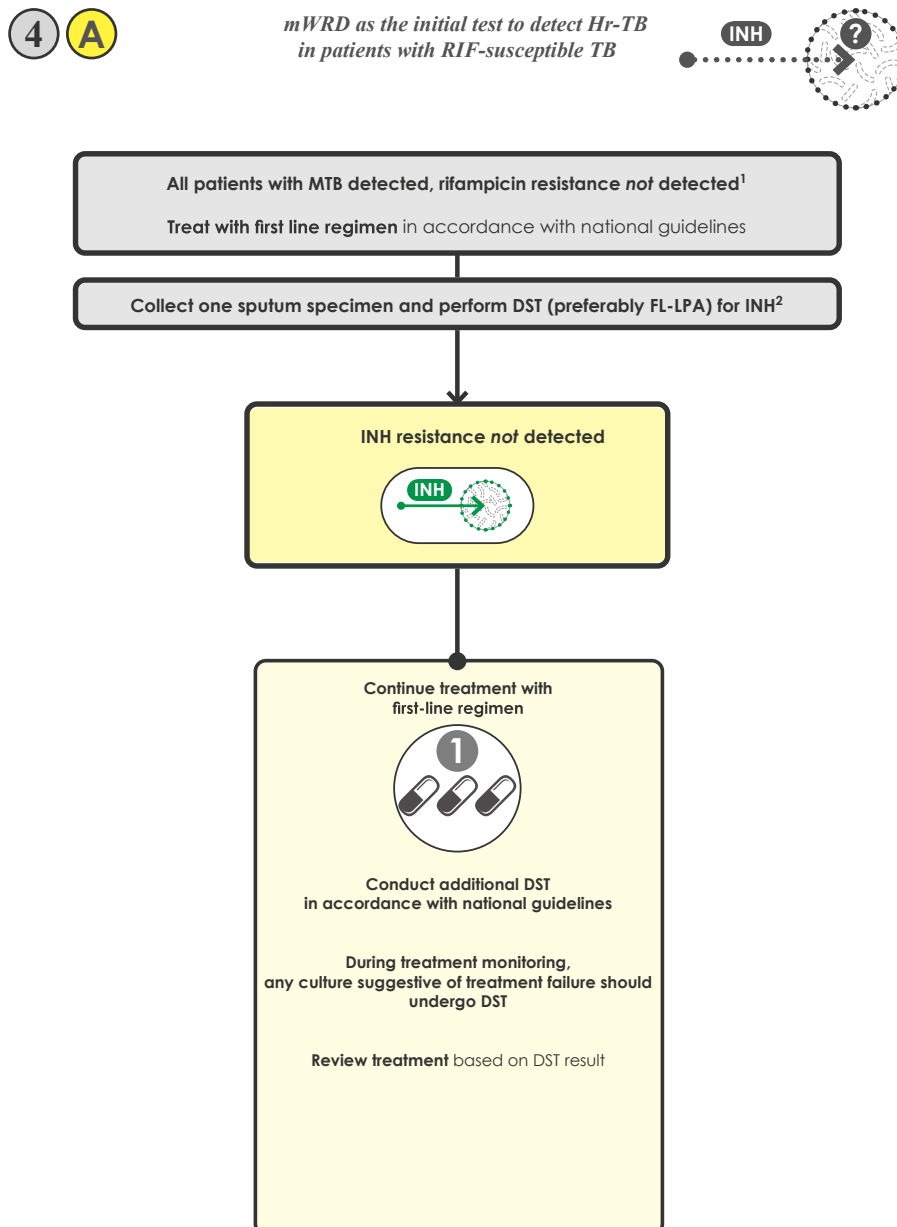 4 A
mWRD as the initial test to detect Hr-TB
in patients with RIF-susceptible TB
INH
?
All patients with MTB detected, rifampicin resistance not detected¹
Treat with first line regimen in accordance with national guidelines
Collect one sputum specimen and perform DST (preferably FL-LPA) for INH²
INH resistance not detected
INH
Continue treatment with
first-line regimen
1
Conduct additional DST
in accordance with national guidelines
During treatment monitoring,
any culture suggestive of treatment failure should
undergo DST
Review treatment based on DST result